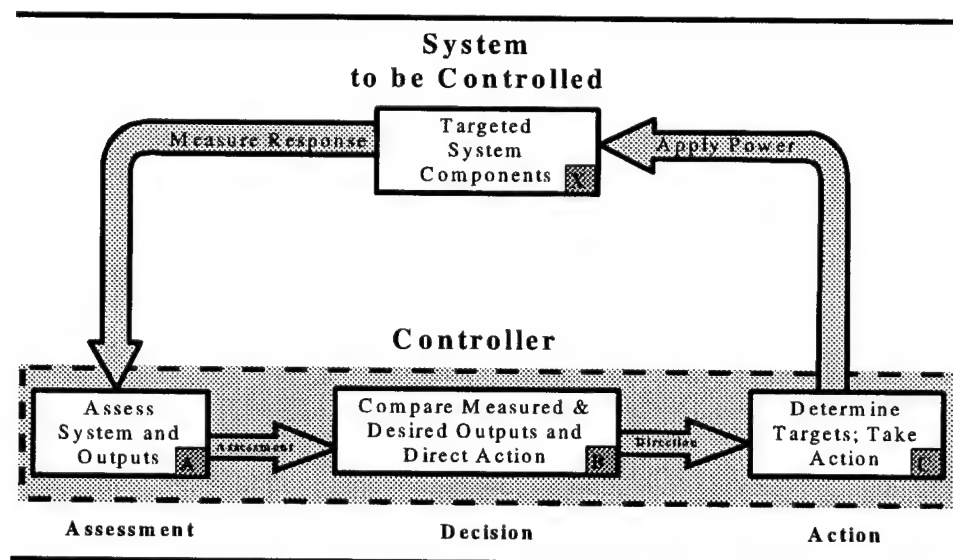 System
to be Controlled
Measure Response
Targeted
System
Components
X
Apply Power
Controller
Assess
System and
Outputs
A
Assessment
Compare Measured &
Desired Outputs and
Direct Action
B
Direction
Determine
Targets; Take
Action
C
Assessment
Decision
Action